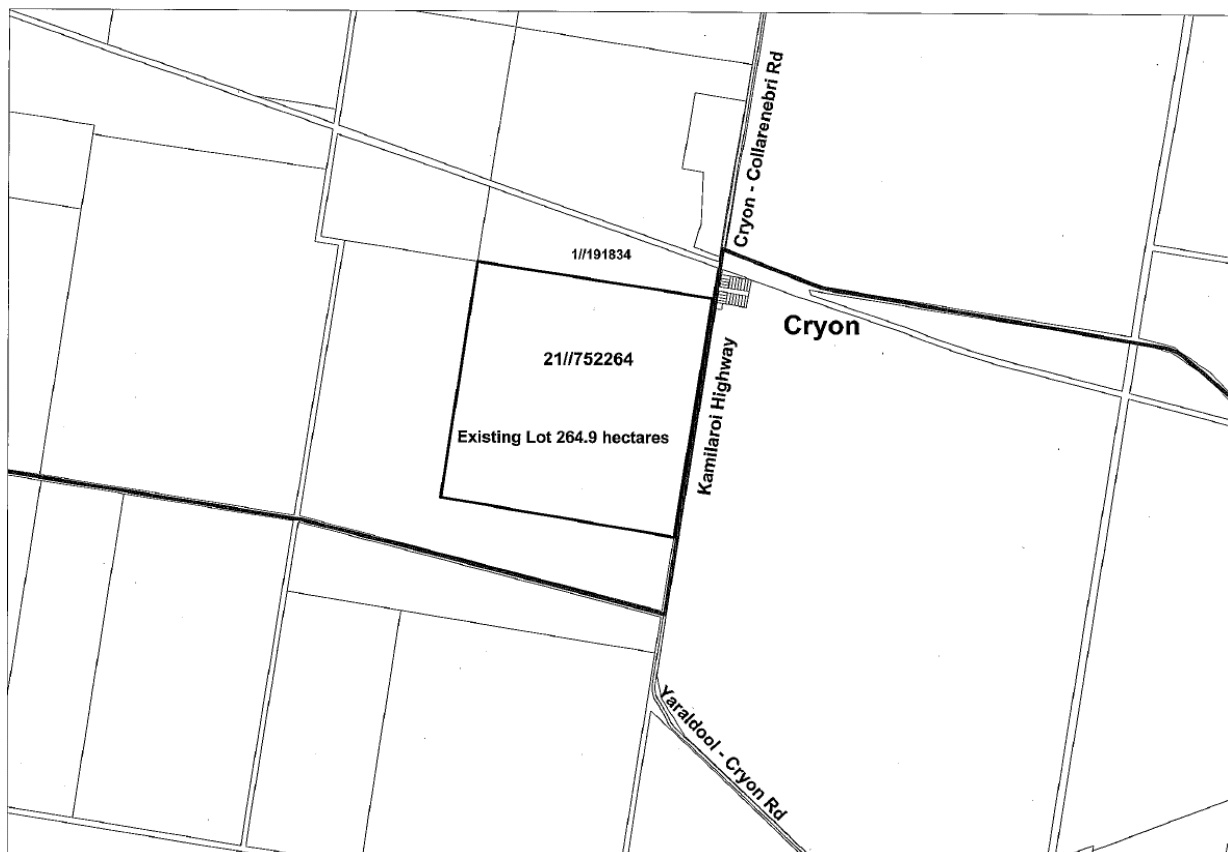 Cryon - Collarenebri Rd
1//191834
Cryon
21//752264
Kamilaroi Highway
Existing Lot 264.9 hectares
Yaraldool - Cryon Rd